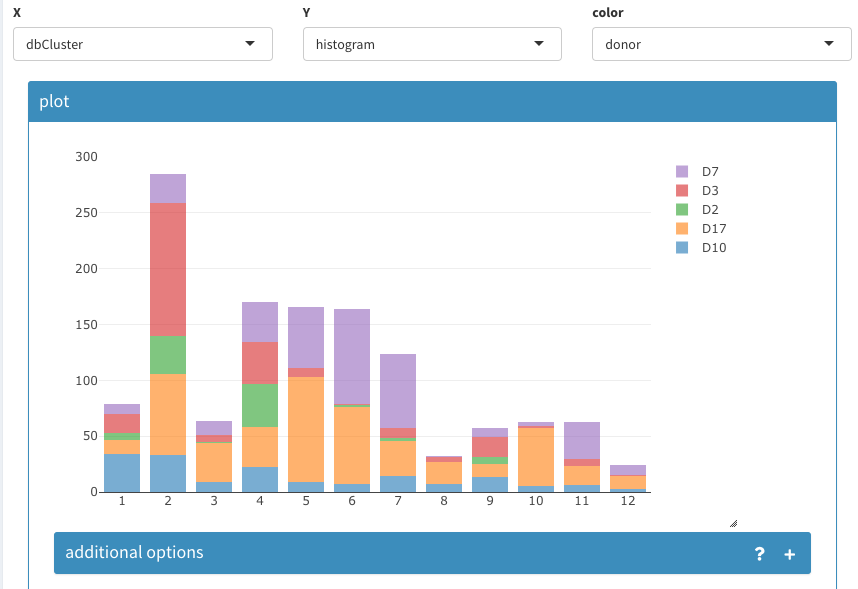 X Y color
dbCluster histogram donor
plot
300
250
200
150
100
50
0
1 2 3 4 5 6 7 8 9 10 11 12
D7
D3
D2
D17
D10
additional options ? +